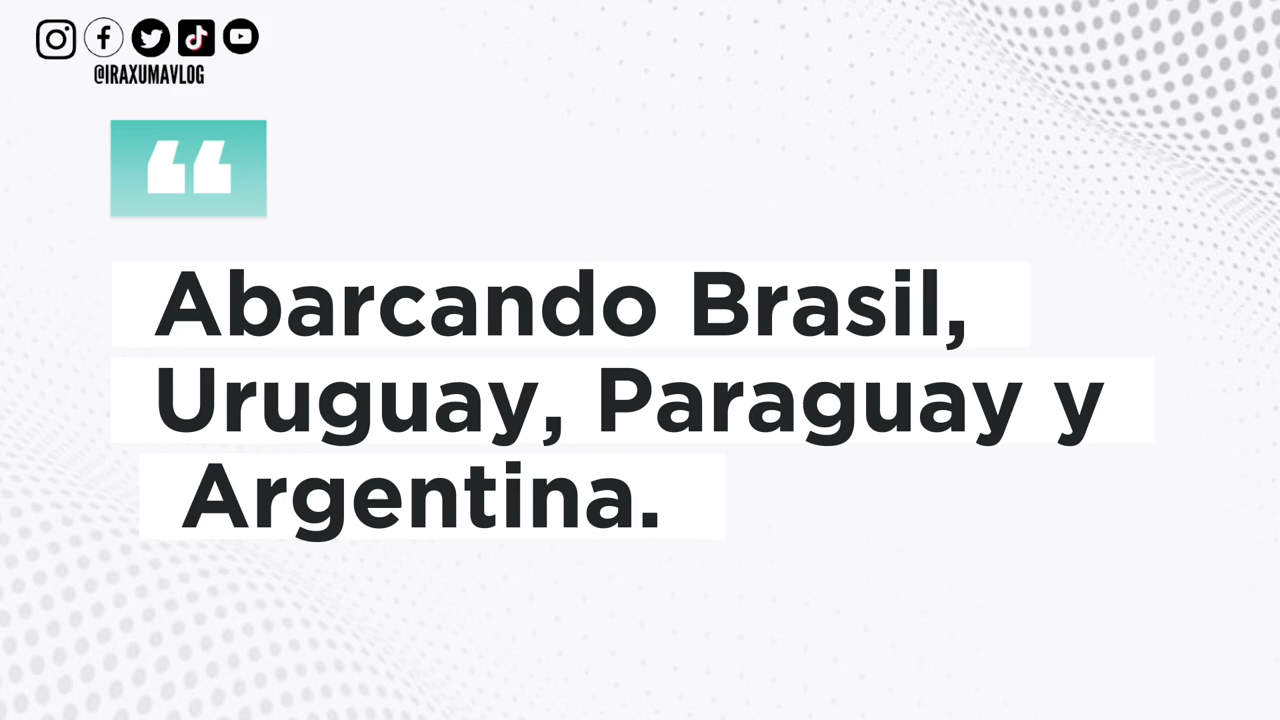 @IRAXUMAVLOG
“
Abarcando Brasil,
Uruguay, Paraguay y
Argentina.